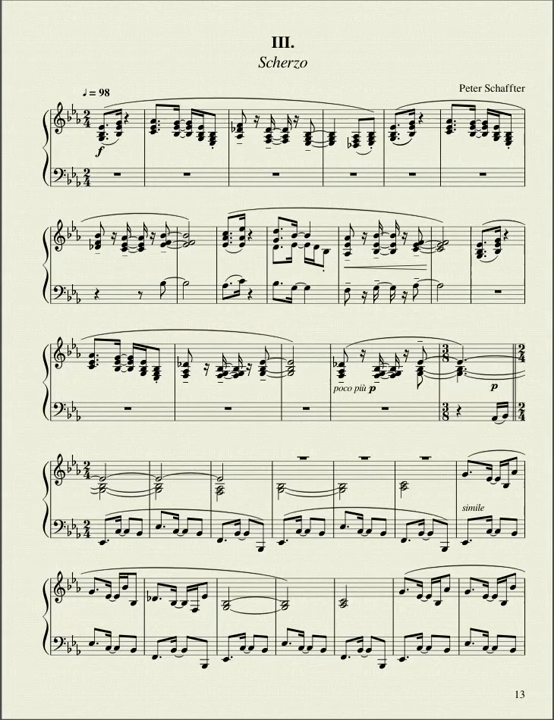 III.
Scherzo
♩ = 98
Peter Schaffter
f
poco più p
p
simile
13